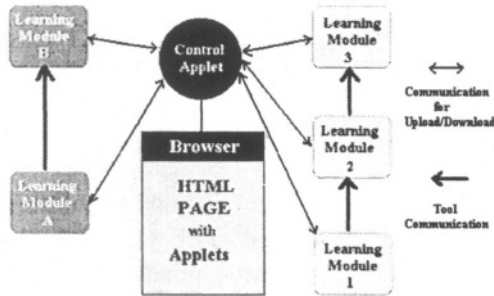 Learning
Module
B
Control
Applet
Learning
Module
3
Communication
for
Upload/Download
Browser
HTML
PAGE
with
Applets
Learning
Module
2
Learning
Module
A
Tool
Communication
Learning
Module
1